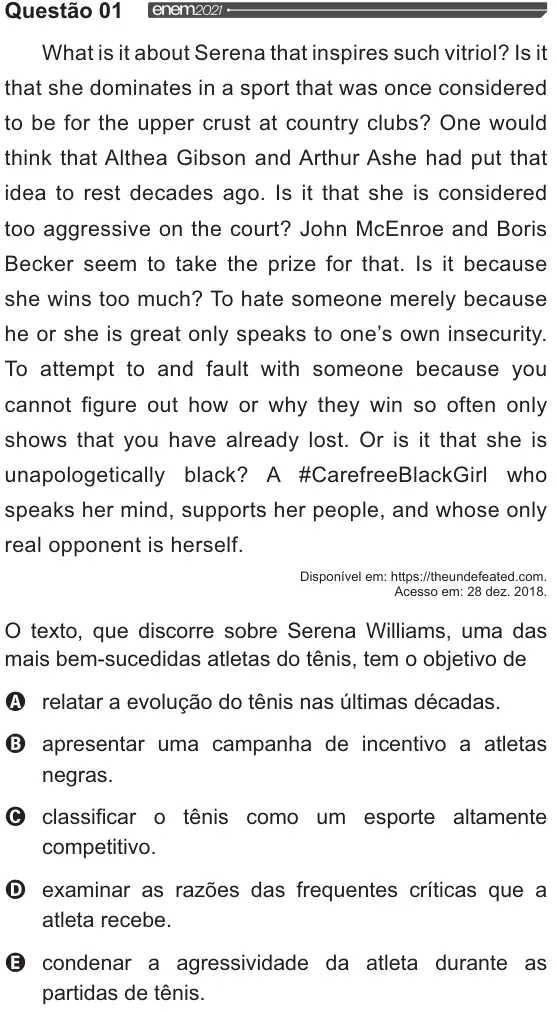 Questão 01 enem2021
What is it about Serena that inspires such vitriol? Is it
that she dominates in a sport that was once considered
to be for the upper crust at country clubs? One would
think that Althea Gibson and Arthur Ashe had put that
idea to rest decades ago. Is it that she is considered
too aggressive on the court? John McEnroe and Boris
Becker seem to take the prize for that. Is it because
she wins too much? To hate someone merely because
he or she is great only speaks to one’s own insecurity.
To attempt to and fault with someone because you
cannot figure out how or why they win so often only
shows that you have already lost. Or is it that she is
unapologetically black? A #CarefreeBlackGirl who
speaks her mind, supports her people, and whose only
real opponent is herself.
Disponível em: https://theundefeated.com.
Acesso em: 28 dez. 2018.
O texto, que discorre sobre Serena Williams, uma das
mais bem-sucedidas atletas do tênis, tem o objetivo de
A relatar a evolução do tênis nas últimas décadas.
B apresentar uma campanha de incentivo a atletas
negras.
C classificar o tênis como um esporte altamente
competitivo.
D examinar as razões das frequentes críticas que a
atleta recebe.
E condenar a agressividade da atleta durante as
partidas de tênis.